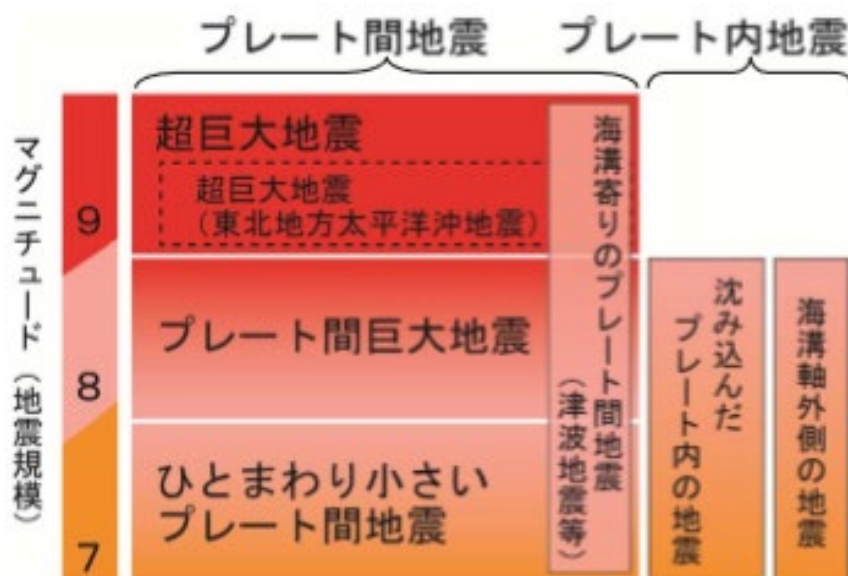 プレート間地震
プレート内地震
マグニチュード（地震規模）
9
8
7
超巨大地震
超巨大地震
（東北地方太平洋沖地震）
プレート間巨大地震
ひとまわり小さい
プレート間地震
海溝寄りのプレート間地震
（津波地震等）
沈み込んだ
プレート内の地震
海溝軸外側の地震